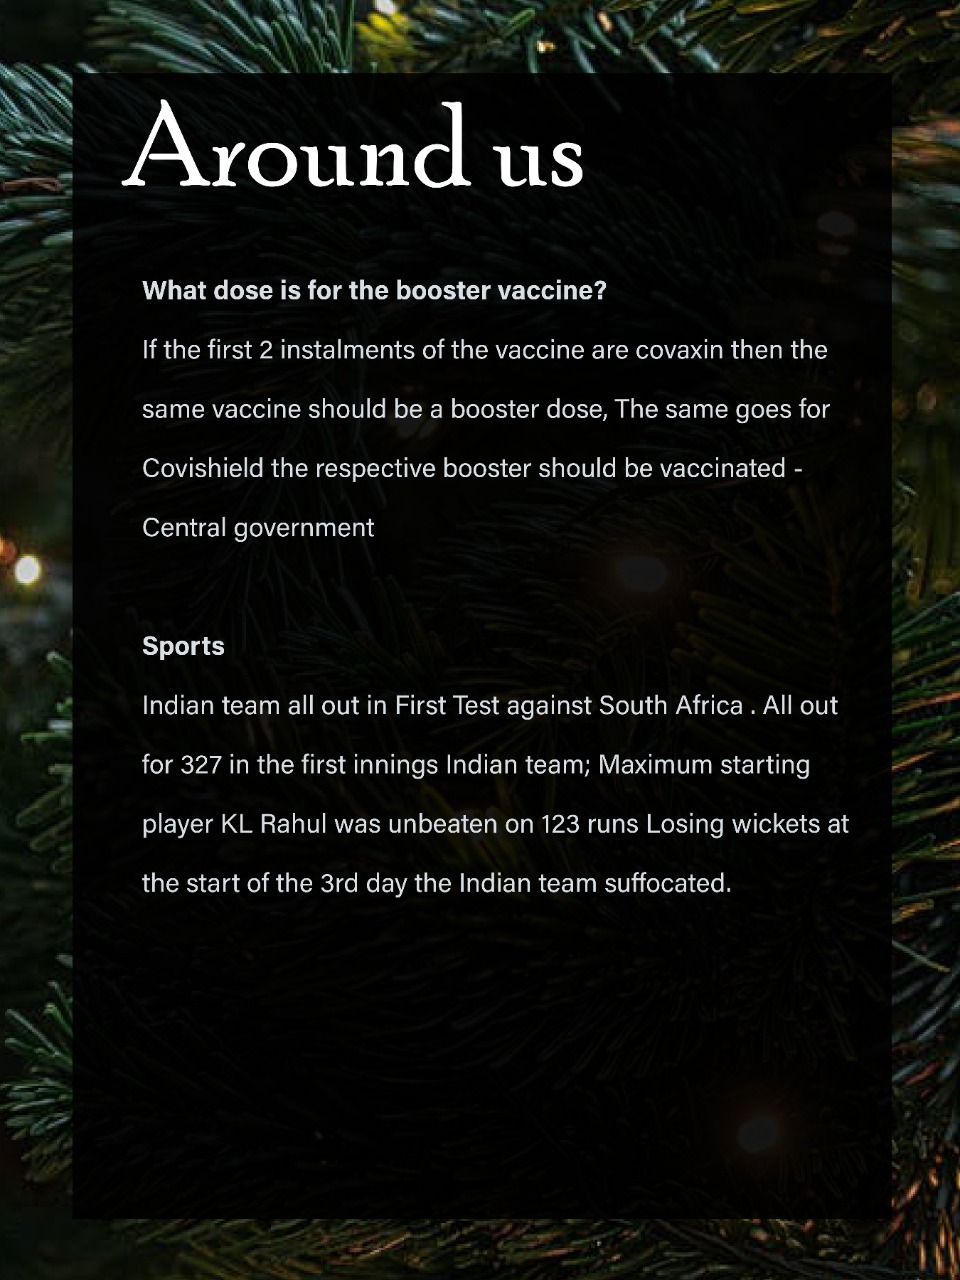 Around us
What dose is for the booster vaccine?
If the first 2 instalments of the vaccine are covaxin then the
same vaccine should be a booster dose, The same goes for
Covishield the respective booster should be vaccinated -
Central government
Sports
Indian team all out in First Test against South Africa . All out
for 327 in the first innings Indian team; Maximum starting
player KL Rahul was unbeaten on 123 runs Losing wickets at
the start of the 3rd day the Indian team suffocated.